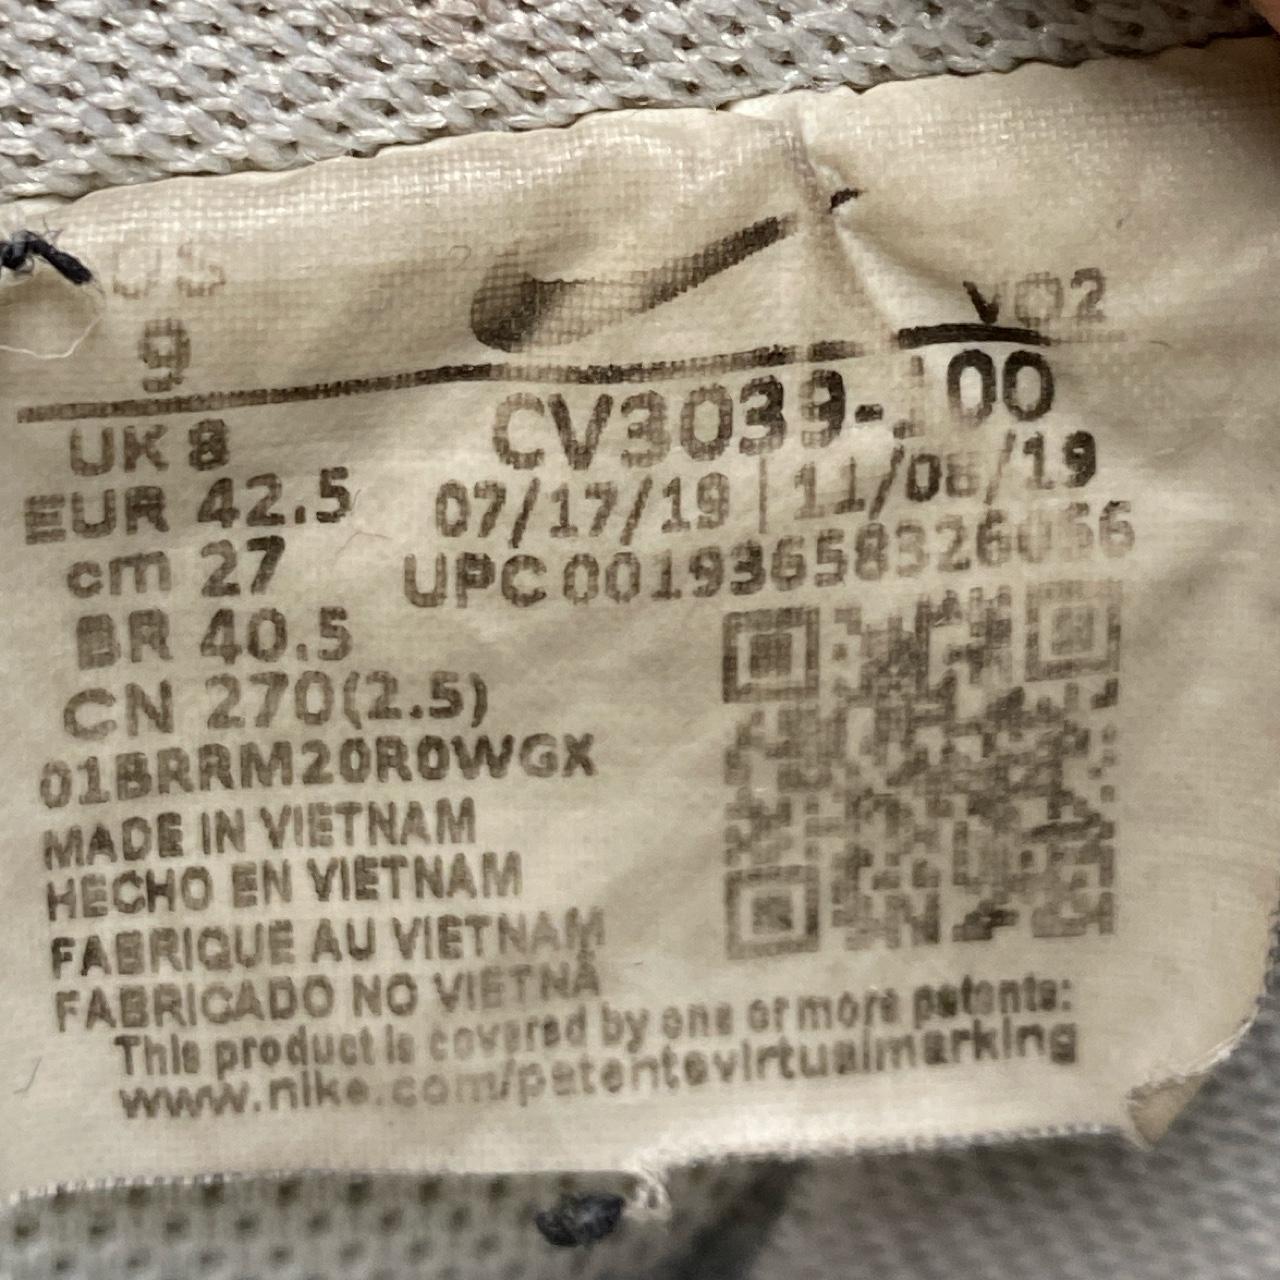 US
9
VO2
UK 8
CV3039-100
EUR 42.5
07/17/19 | 11/08/19
cm 27
UPC 00193658326056
BR 40.5
CN 270(2.5)
01BRRM20R0WGX
MADE IN VIETNAM
HECHO EN VIETNAM
FABRIQUE AU VIETNAM
FABRICADO NO VIETNÃ
This product is covered by one or more patents:
www.nike.com/patentsvirtualmarking